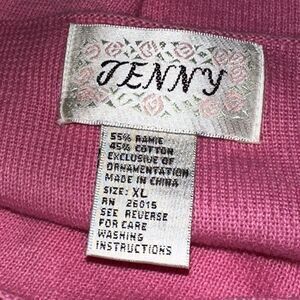 JENNY
55% RAMIE
45% COTTON
EXCLUSIVE OF
ORNAMENTATION
MADE IN CHINA
SIZE: XL
RN 26015
SEE REVERSE
FOR CARE
WASHING
INSTRUCTIONS